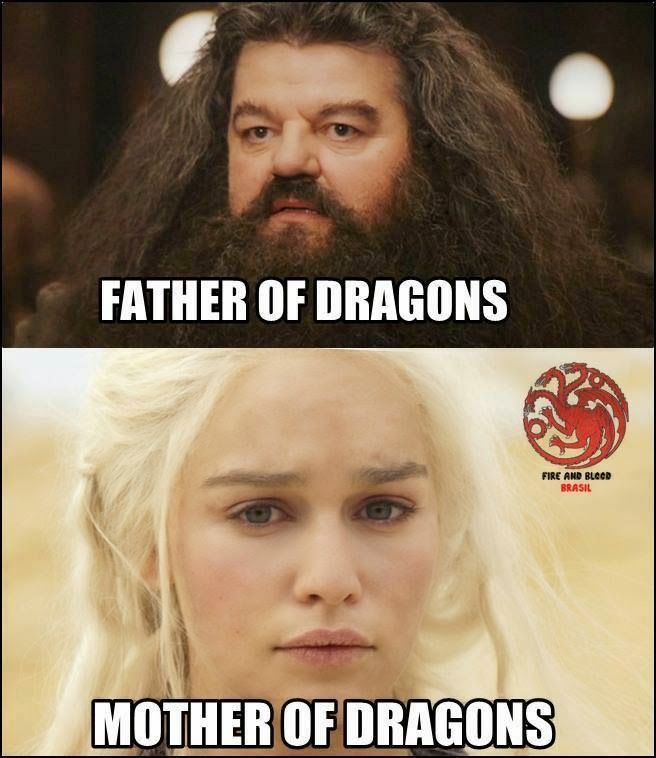 FATHER OF DRAGONS
FIRE AND BLOOD
BRASIL
MOTHER OF DRAGONS